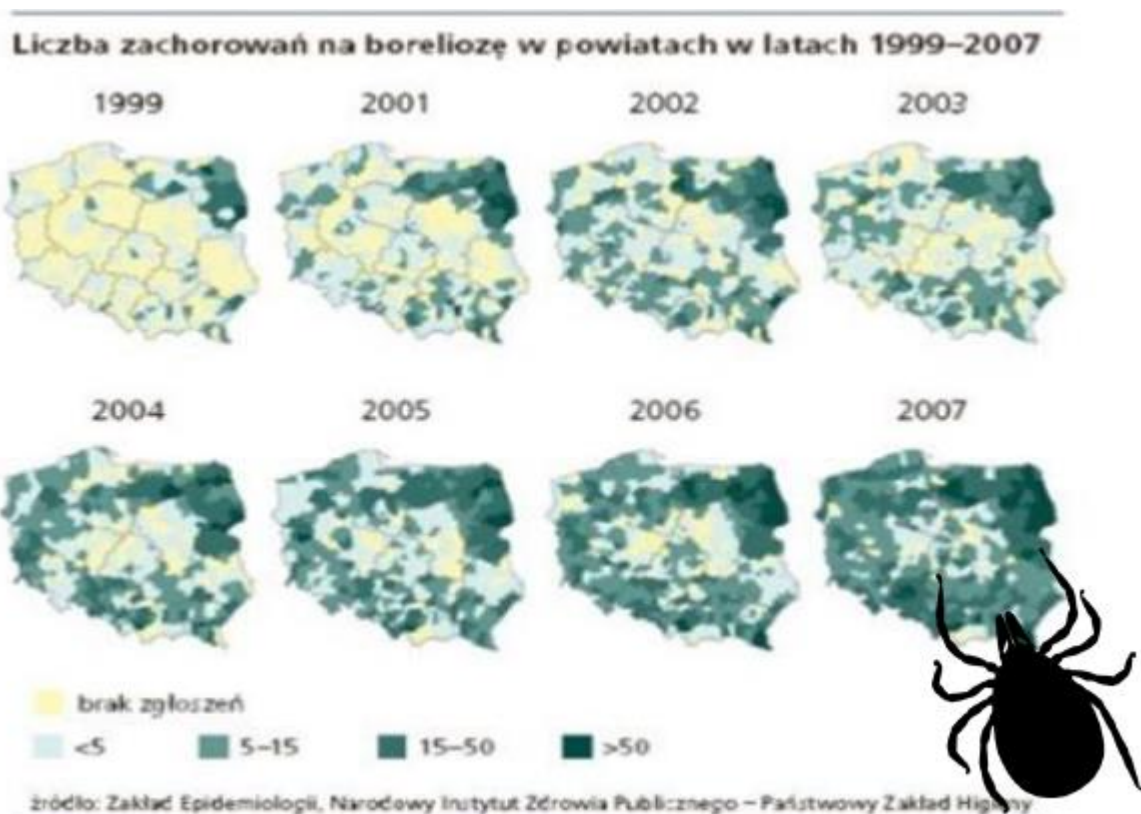 Liczba zachorowań na boreliozę w powiatach w latach 1999–2007
1999 2001 2002 2003
2004 2005 2006 2007
brak zgłoszeń
<5 5–15 15–50 >50
źródło: Zakład Epidemiologii, Narodowy Instytut Zdrowia Publicznego – Państwowy Zakład Higieny